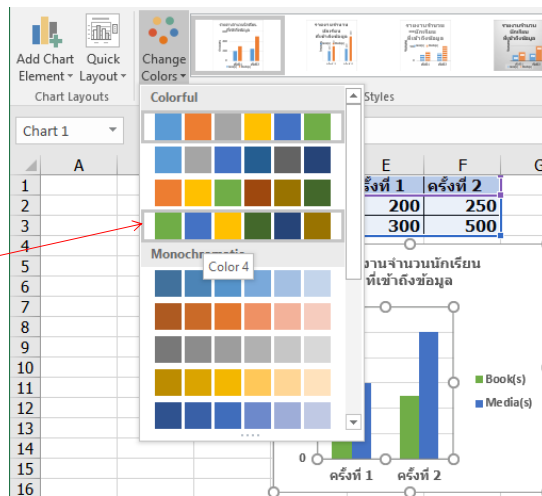 Add Chart Quick Change
Element Layout Colors
Chart Layouts
Styles
Colorful
Chart 1
A E F G
1 รั้งที่ 1 ครั้งที่ 2
2 200 250
3 300 500
4
Monochromatic
5 งานจำนวนนักเรียน
Color 4
6 ที่เข้าถึงข้อมูล
7
8
9
10
11 Book(s)
12 Media(s)
13
14
0
15 ครั้งที่ 1 ครั้งที่ 2
16